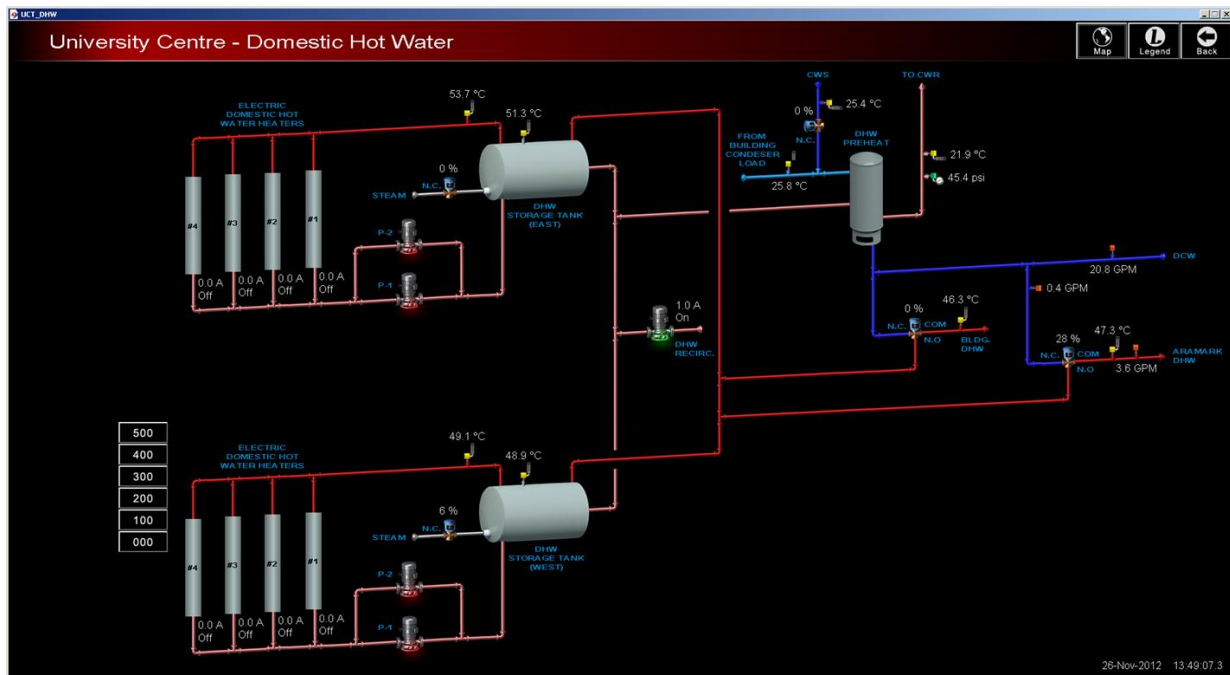 UCT_DHW
University Centre - Domestic Hot Water
Map
Legend
Back
ELECTRIC
DOMESTIC HOT
WATER HEATERS
53.7 °C
51.3 °C
0 %
N.C.
STEAM
DHW
STORAGE TANK
(EAST)
#4
#3
#2
#1
0.0 A
Off
0.0 A
Off
0.0 A
Off
0.0 A
Off
P-2
P-1
CWS
TO CWR
25.4 °C
0 %
N.C.
FROM
BUILDING
CONDESER
LOAD
25.8 °C
DHW
PREHEAT
21.9 °C
45.4 psi
DCW
20.8 GPM
0.4 GPM
1.0 A
On
DHW
RECIRC.
0 %
46.3 °C
N.C.
COM
N.O
BLDG.
DHW
28 %
47.3 °C
N.C.
COM
N.O
3.6 GPM
ARAMARK
DHW
500
400
300
200
100
000
ELECTRIC
DOMESTIC HOT
WATER HEATERS
49.1 °C
48.9 °C
6 %
N.C.
STEAM
DHW
STORAGE TANK
(WEST)
#4
#3
#2
#1
0.0 A
Off
0.0 A
Off
0.0 A
Off
0.0 A
Off
P-2
P-1
26-Nov-2012 13:49:07.3